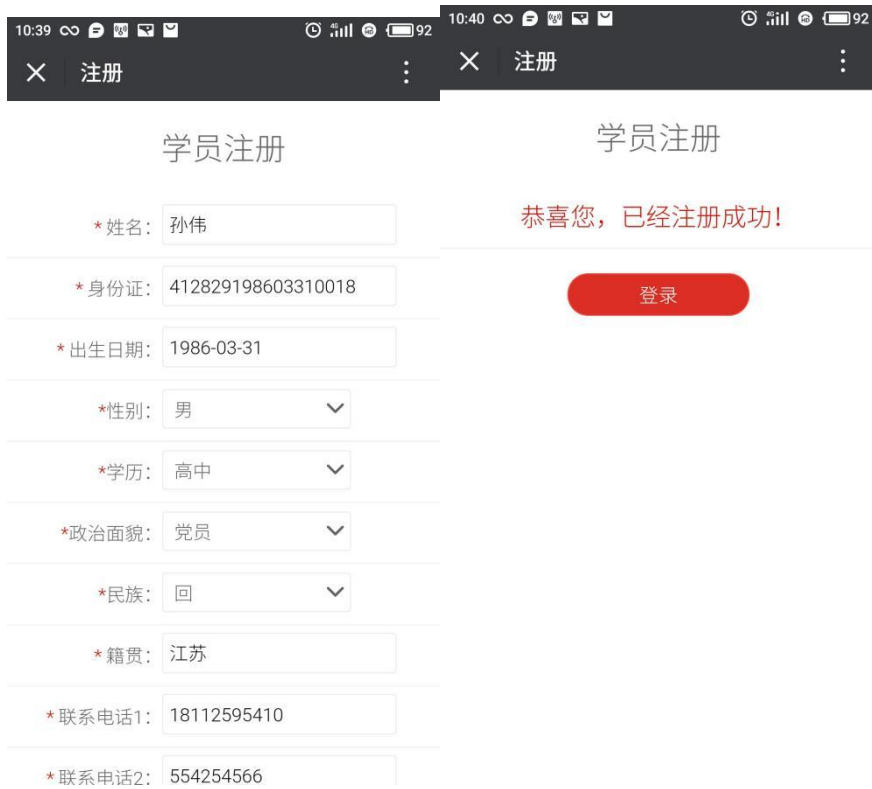 10:39
92
注册
学员注册
*姓名: 孙伟
*身份证: 412829198603310018
*出生日期: 1986-03-31
*性别: 男
*学历: 高中
*政治面貌: 党员
*民族: 回
*籍贯: 江苏
*联系电话1: 18112595410
*联系电话2: 554254566
10:40
92
注册
学员注册
恭喜您，已经注册成功!
登录